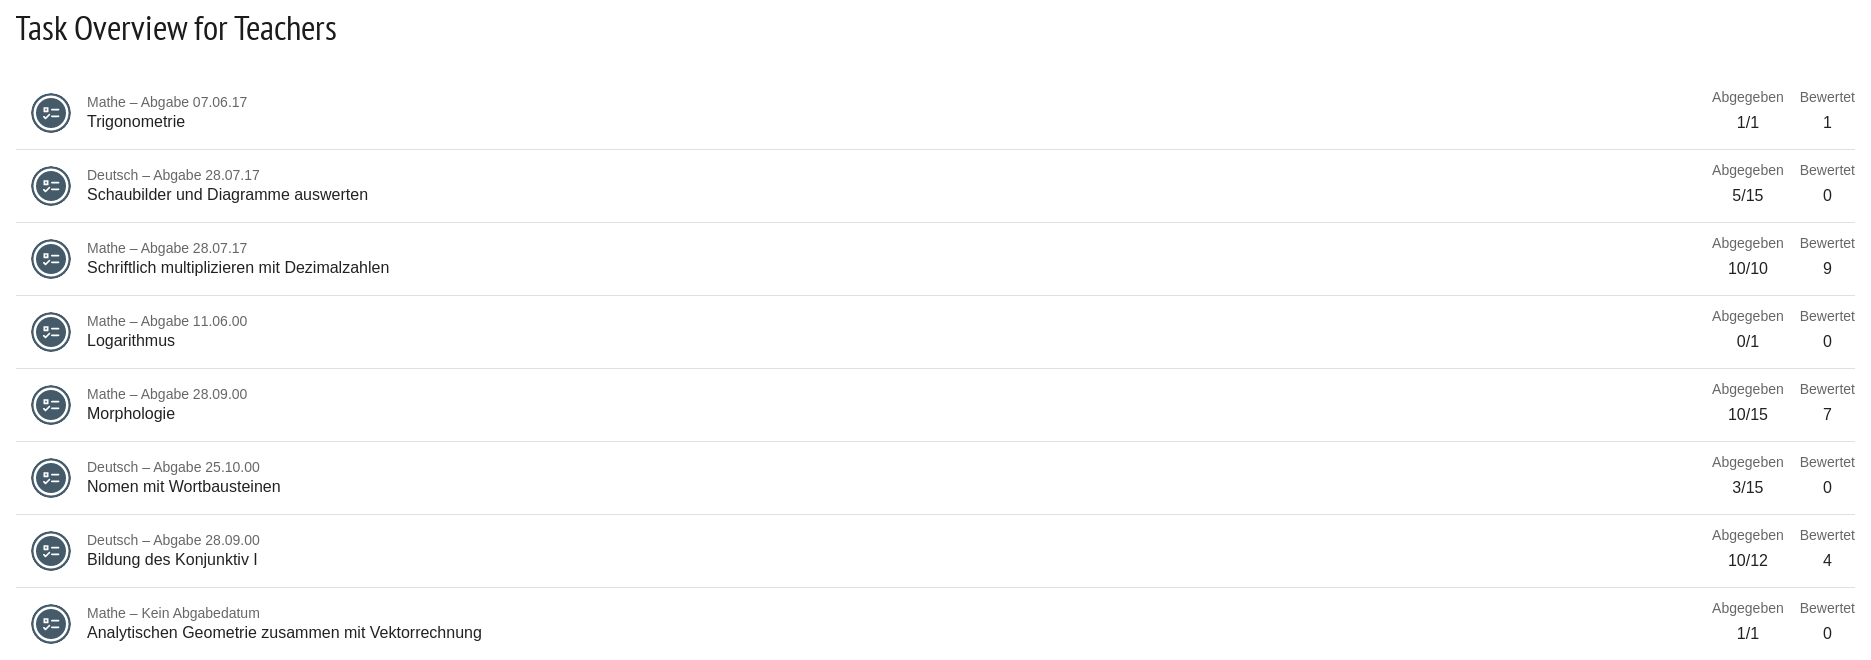 Task Overview for Teachers
Mathe – Abgabe 07.06.17
Trigonometrie
Abgegeben Bewertet
1/1 1
Deutsch – Abgabe 28.07.17
Schaubilder und Diagramme auswerten
Abgegeben Bewertet
5/15 0
Mathe – Abgabe 28.07.17
Schriftlich multiplizieren mit Dezimalzahlen
Abgegeben Bewertet
10/10 9
Mathe – Abgabe 11.06.00
Logarithmus
Abgegeben Bewertet
0/1 0
Mathe – Abgabe 28.09.00
Morphologie
Abgegeben Bewertet
10/15 7
Deutsch – Abgabe 25.10.00
Nomen mit Wortbausteinen
Abgegeben Bewertet
3/15 0
Deutsch – Abgabe 28.09.00
Bildung des Konjunktiv I
Abgegeben Bewertet
10/12 4
Mathe – Kein Abgabedatum
Analytischen Geometrie zusammen mit Vektorrechnung
Abgegeben Bewertet
1/1 0